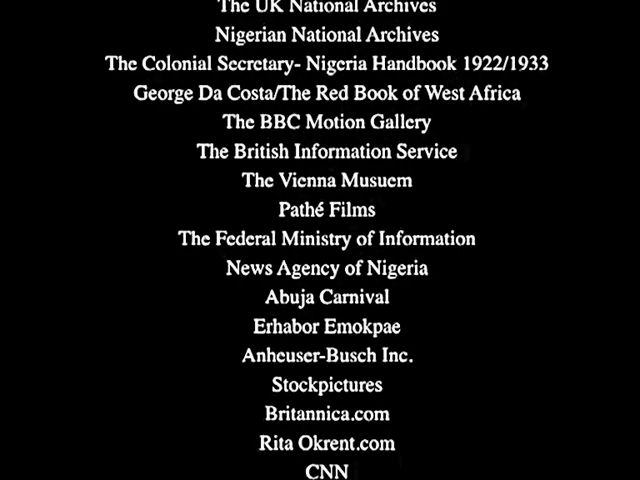 The UK National Archives
Nigerian National Archives
The Colonial Secretary- Nigeria Handbook 1922/1933
George Da Costa/The Red Book of West Africa
The BBC Motion Gallery
The British Information Service
The Vienna Musuem
Pathé Films
The Federal Ministry of Information
News Agency of Nigeria
Abuja Carnival
Erhabor Emokpae
Anheuser-Busch Inc.
Stockpictures
Britannica.com
Rita Okrent.com
CNN